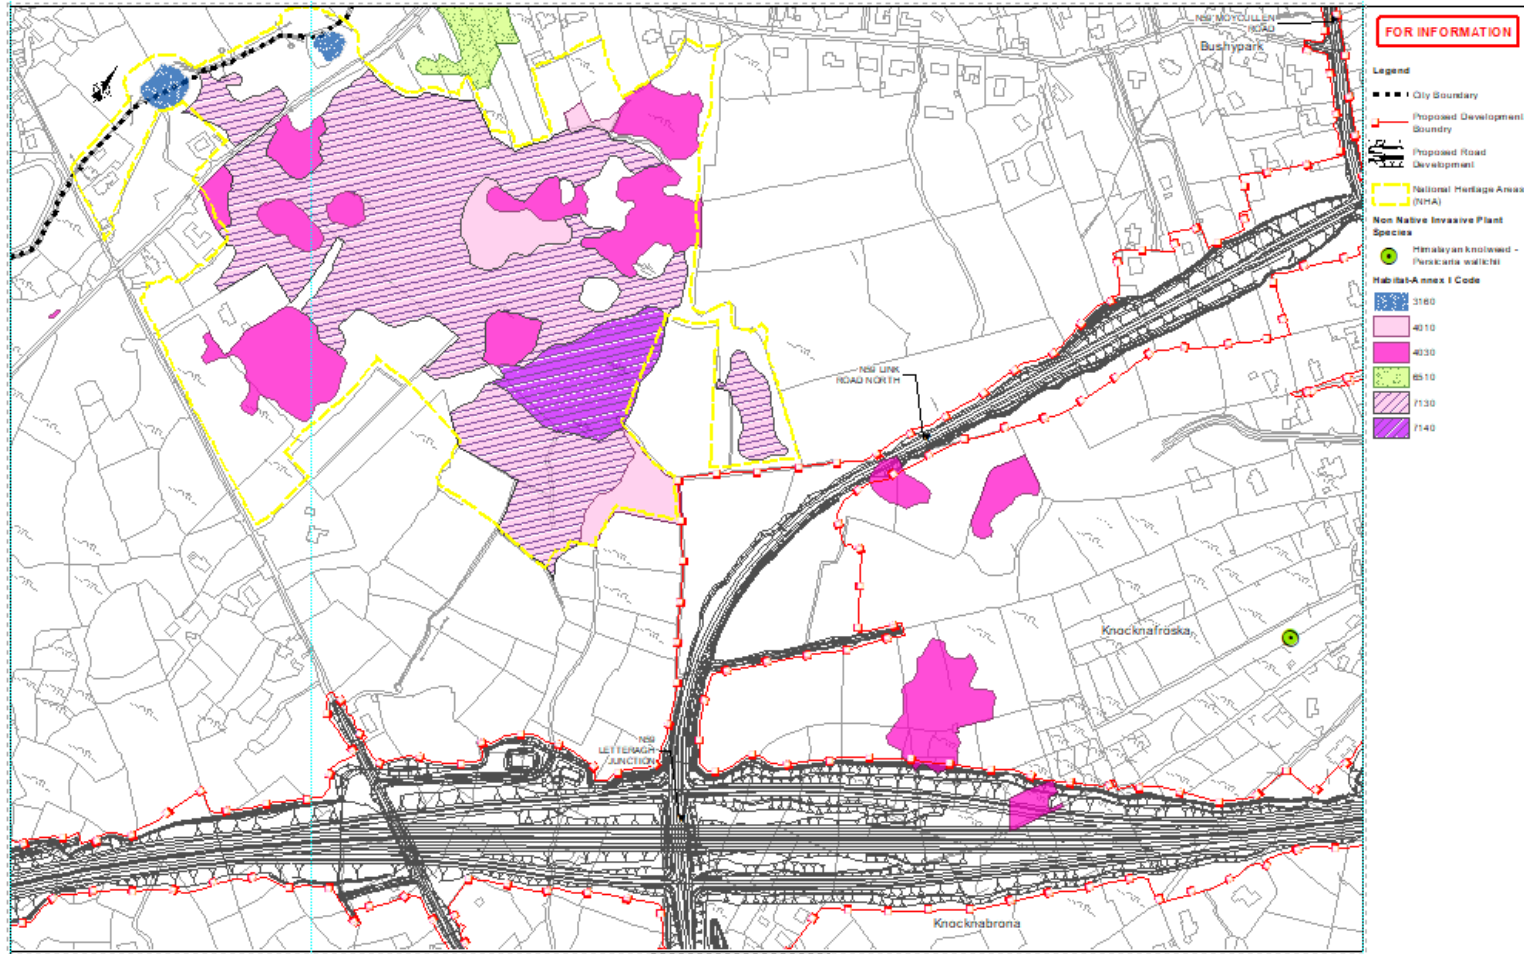 N59 MOYCULLEN
ROAD
Bushypark
N59 LINK
ROAD NORTH
Knocknafroska
N59
LETTERAGH
JUNCTION
Knocknabrona
FOR INFORMATION
Legend
City Boundary
Proposed Development
Boundry
Proposed Road
Development
National Heritage Areas
(NHA)
Non Native Invasive Plant
Species
Himalayan knotweed -
Persicaria wallichii
Habitat-Annex I Code
3160
4010
4030
6510
7130
7140